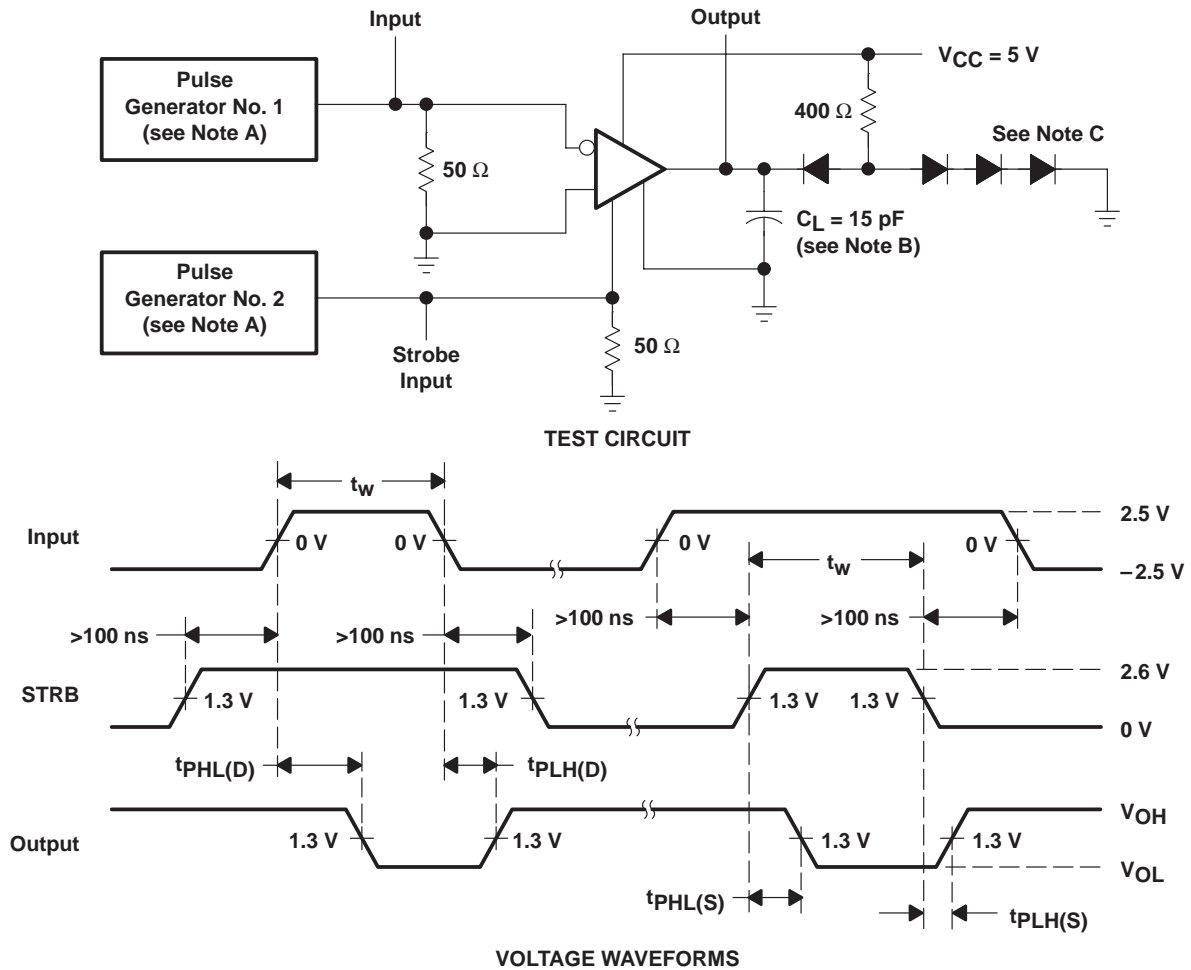 Input
Output
Pulse
Generator No. 1
(see Note A)
VCC = 5 V
400 Ω
See Note C
50 Ω
CL = 15 pF
(see Note B)
Pulse
Generator No. 2
(see Note A)
Strobe
Input
50 Ω
TEST CIRCUIT
tw
Input
0 V
0 V
0 V
0 V
2.5 V
−2.5 V
tw
>100 ns
>100 ns
>100 ns
>100 ns
STRB
1.3 V
1.3 V
1.3 V
1.3 V
2.6 V
0 V
tPHL(D)
tPLH(D)
Output
1.3 V
1.3 V
1.3 V
1.3 V
VOH
VOL
tPHL(S)
tPLH(S)
VOLTAGE WAVEFORMS